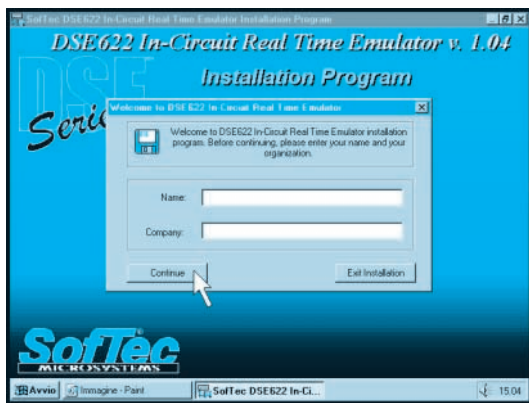 SofTec DSE622 In-Circuit Real Time Emulator Installation Program
DSE622 In-Circuit Real Time Emulator v. 1.04
Installation Program
DSE
Serie
Welcome to DSE622 In-Circuit Real Time Emulator
Welcome to DSE622 In-Circuit Real Time Emulator installation
program. Before continuing, please enter your name and your
organization.
Name:
Company:
Continue
Exit Installation
SofTec
MICROSYSTEMS
Avvio
Immagine - Paint
SofTec DSE622 In-Ci...
15.04